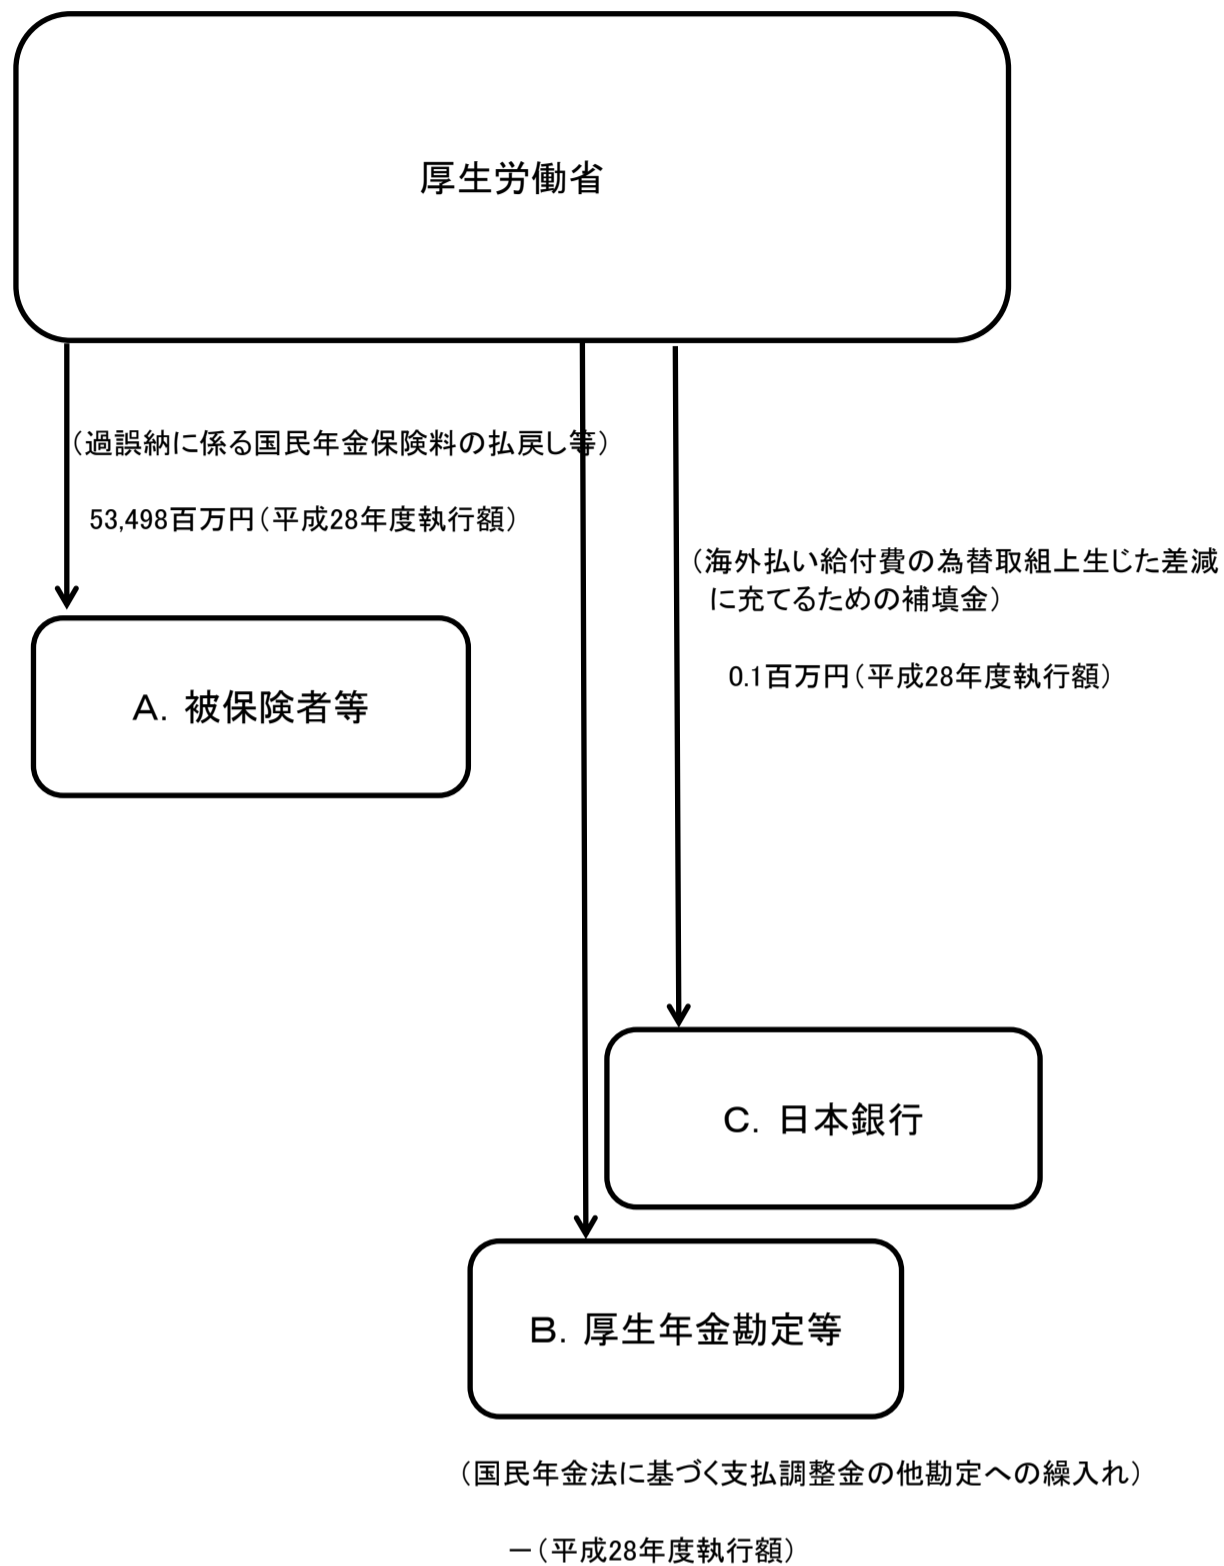 厚生労働省
（過誤納に係る国民年金保険料の払戻し等）
53,498百万円（平成28年度執行額）
（海外払い給付費の為替取組上生じた差減
に充てるための補填金）
0.1百万円（平成28年度執行額）
A．被保険者等
C．日本銀行
B．厚生年金勘定等
（国民年金法に基づく支払調整金の他勘定への繰入れ）
－（平成28年度執行額）